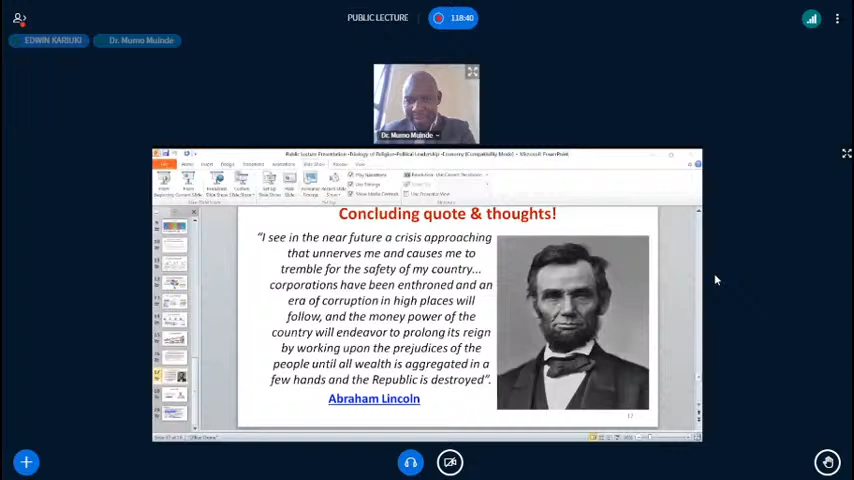 PUBLIC LECTURE
118:40
EDWIN KARIUKI
Dr. Mumo Muinde
Dr. Mumo Muinde
Concluding quote & thoughts!
“I see in the near future a crisis approaching
that unnerves me and causes me to
tremble for the safety of my country...
corporations have been enthroned and an
era of corruption in high places will
follow, and the money power of the
country will endeavor to prolong its reign
by working upon the prejudices of the
people until all wealth is aggregated in a
few hands and the Republic is destroyed”.
Abraham Lincoln
17